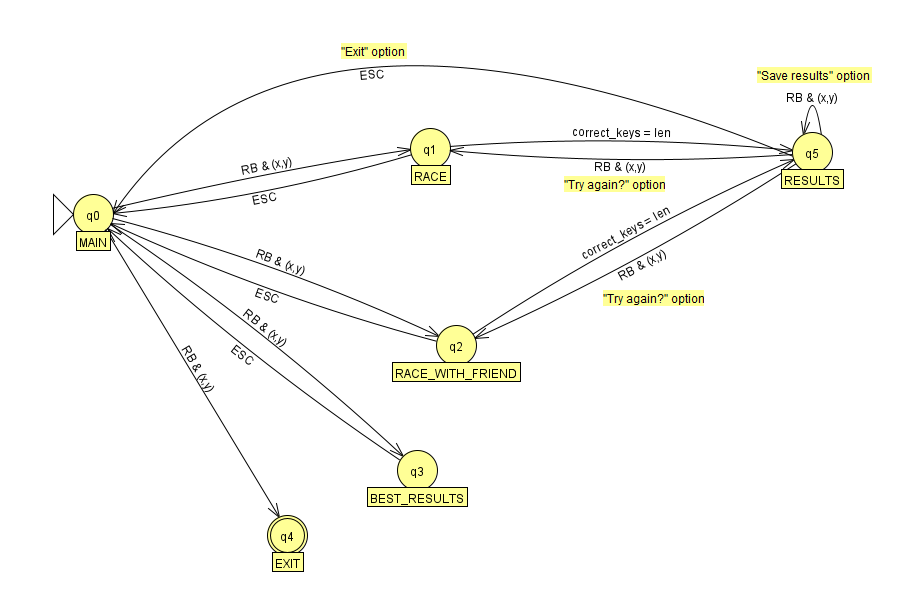 "Exit" option
ESC
"Save results" option
RB & (x,y)
correct_keys = len
q1
q5
RB & (x,y)
RB & (x,y)
RACE
RESULTS
"Try again?" option
ESC
q0
MAIN
correct_keys = len
RB & (x,y)
RB & (x,y)
ESC
"Try again?" option
RB & (x,y)
q2
ESC
RB & (x,y)
RACE_WITH_FRIEND
q3
BEST_RESULTS
q4
EXIT